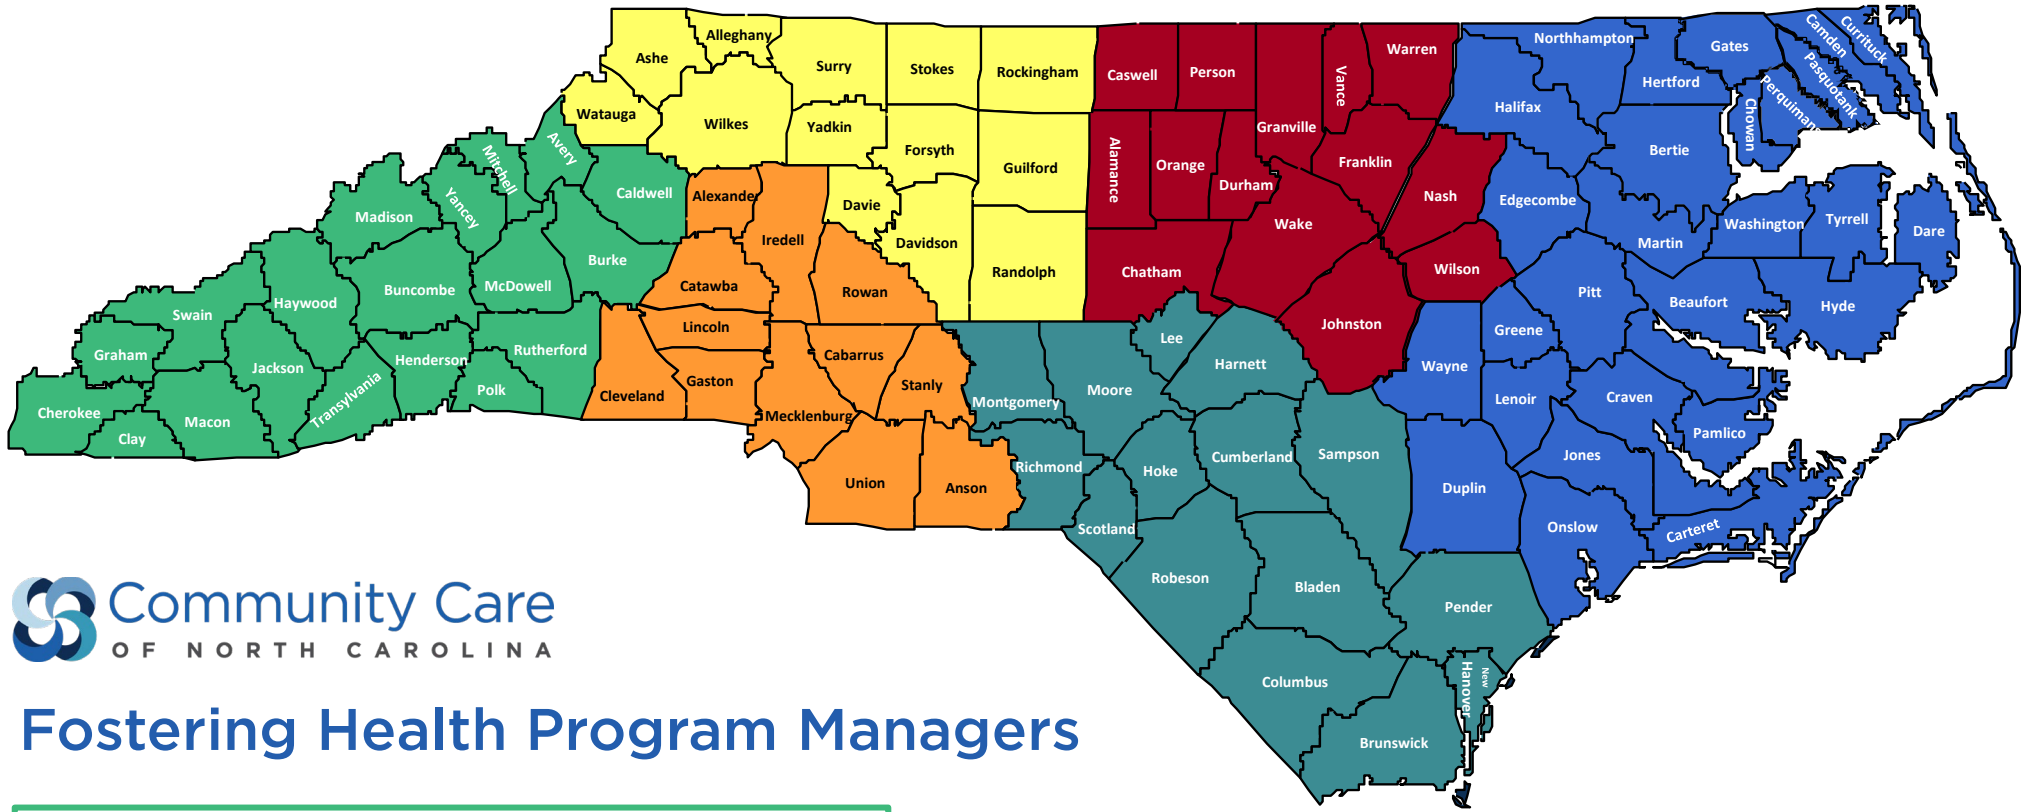 Alleghany
Ashe
Surry
Stokes
Rockingham
Caswell
Person
Vance
Warren
Northhampton
Gates
Camden
Currituck
Hertford
Pasquotank
Perquimans
Chowan
Halifax
Watauga
Wilkes
Yadkin
Forsyth
Guilford
Alamance
Orange
Durham
Granville
Franklin
Nash
Edgecombe
Bertie
Martin
Washington
Tyrrell
Dare
Avery
Mitchell
Yancey
Caldwell
Alexander
Iredell
Davie
Davidson
Randolph
Chatham
Wake
Wilson
Johnston
Madison
Buncombe
McDowell
Burke
Catawba
Rowan
Pitt
Beaufort
Hyde
Haywood
Swain
Graham
Jackson
Henderson
Transylvania
Rutherford
Polk
Lincoln
Gaston
Cleveland
Cabarrus
Stanly
Mecklenburg
Montgomery
Moore
Lee
Harnett
Wayne
Greene
Lenoir
Craven
Pamlico
Cherokee
Clay
Macon
Union
Anson
Richmond
Hoke
Cumberland
Sampson
Duplin
Jones
Onslow
Carteret
Scotland
Robeson
Bladen
Pender
Columbus
Brunswick
New
Hanover
Community Care
OF NORTH CAROLINA
Fostering Health Program Managers